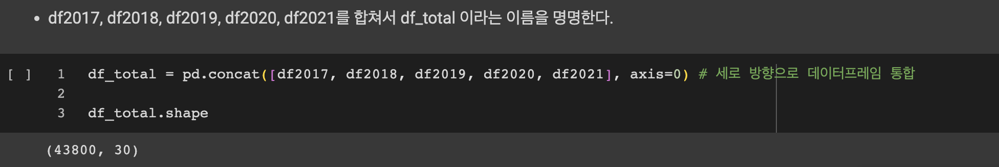 • df2017, df2018, df2019, df2020, df2021를 합쳐서 df_total 이라는 이름을 명명한다.
[ ] 1 df_total = pd.concat([df2017, df2018, df2019, df2020, df2021], axis=0) # 세로 방향으로 데이터프레임 통합
2
3 df_total.shape
(43800, 30)